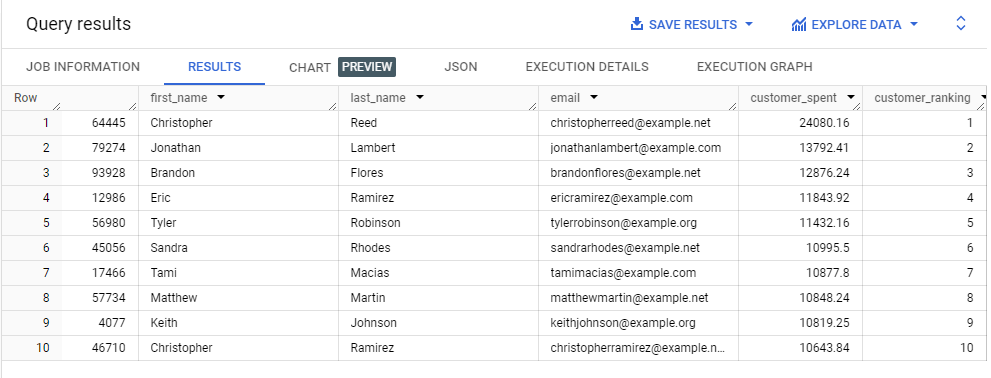 Query results SAVE RESULTS EXPLORE DATA
JOB INFORMATION RESULTS CHART PREVIEW JSON EXECUTION DETAILS EXECUTION GRAPH
Row first_name last_name email customer_spent customer_ranking
1 64445 Christopher Reed christopherreed@example.net 24080.16 1
2 79274 Jonathan Lambert jonathanlambert@example.com 13792.41 2
3 93928 Brandon Flores brandonflores@example.net 12876.24 3
4 12986 Eric Ramirez ericramirez@example.com 11843.92 4
5 56980 Tyler Robinson tylerrobinson@example.org 11432.16 5
6 45056 Sandra Rhodes sandrarhodes@example.net 10995.5 6
7 17466 Tami Macias tamimacias@example.com 10877.8 7
8 57734 Matthew Martin matthewmartin@example.net 10848.24 8
9 4077 Keith Johnson keithjohnson@example.org 10819.25 9
10 46710 Christopher Ramirez christopherramirez@example.n... 10643.84 10